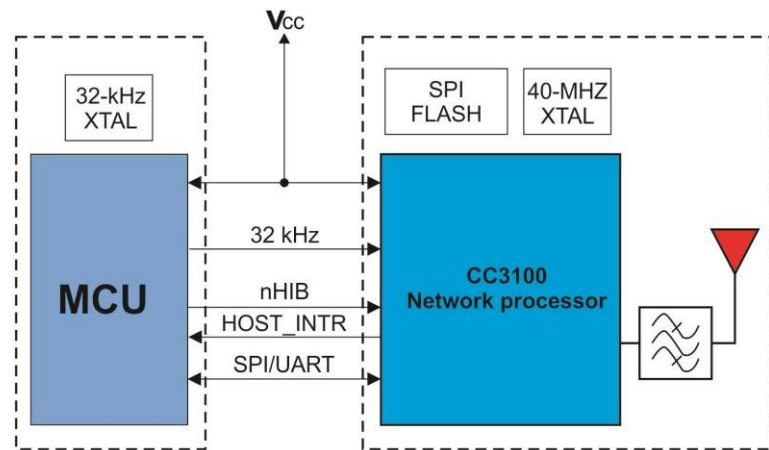 VCC
32-kHz
XTAL
SPI
FLASH
40-MHZ
XTAL
32 kHz
MCU
CC3100
Network processor
nHIB
HOST_INTR
SPI/UART